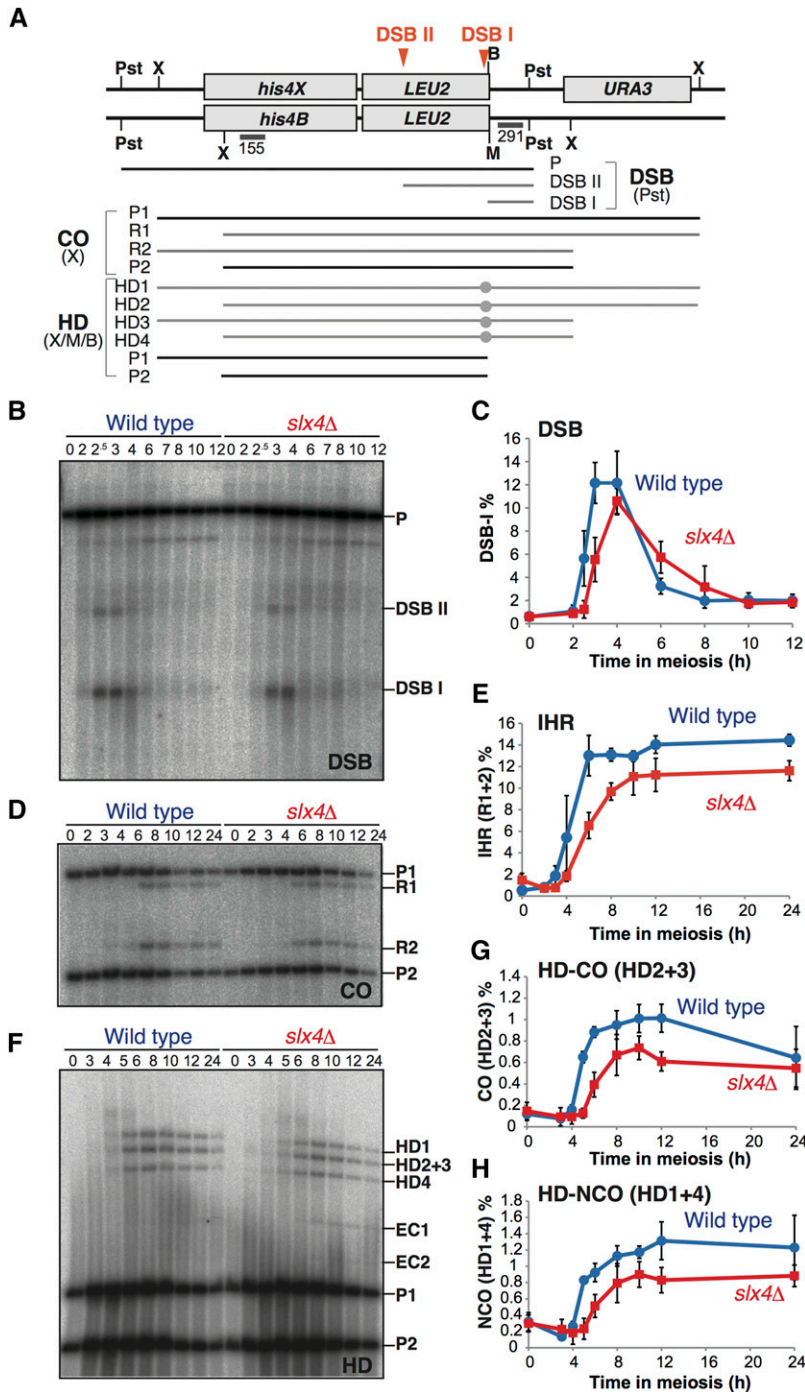 A
DSB II
DSB I
B
Pst
X
Pst
X
his4X
LEU2
URA3
his4B
LEU2
Pst
X
155
M
291
Pst
X
P
DSB II
DSB I
DSB
(Pst)
CO
(X)
P1
R1
R2
P2
HD
(X/M/B)
HD1
HD2
HD3
HD4
P1
P2
B
Wild type
slx4Δ
0 2 2.5 3 4 6 7 8 10 12 0 2 2.5 3 4 6 7 8 10 12
P
DSB II
DSB I
DSB
C
DSB
Wild type
slx4Δ
DSB-I %
16
14
12
10
8
6
4
2
0
0 2 4 6 8 10 12
Time in meiosis (h)
D
Wild type
slx4Δ
0 2 3 4 6 8 10 12 24 0 2 3 4 6 8 10 12 24
P1
R1
R2
P2
CO
E
IHR
Wild type
slx4Δ
IHR (R1+2) %
16
14
12
10
8
6
4
2
0
0 4 8 12 16 20 24
Time in meiosis (h)
F
Wild type
slx4Δ
0 3 4 5 6 8 10 12 24 0 3 4 5 6 8 10 12 24
HD1
HD2+3
HD4
EC1
EC2
P1
P2
HD
G
HD-CO (HD2+3)
Wild type
slx4Δ
CO (HD2+3) %
1.4
1.2
1
0.8
0.6
0.4
0.2
0
0 4 8 12 16 20 24
Time in meiosis (h)
H
HD-NCO (HD1+4)
Wild type
slx4Δ
NCO (HD1+4) %
1.6
1.4
1.2
1
0.8
0.6
0.4
0.2
0
0 4 8 12 16 20 24
Time in meiosis (h)